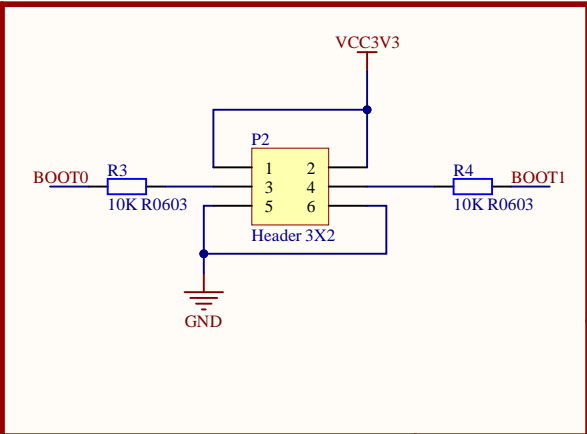 VCC3V3
P2
BOOT0 R3 1 2 R4 BOOT1
3 4
10K R0603 5 6 10K R0603
Header 3X2
GND